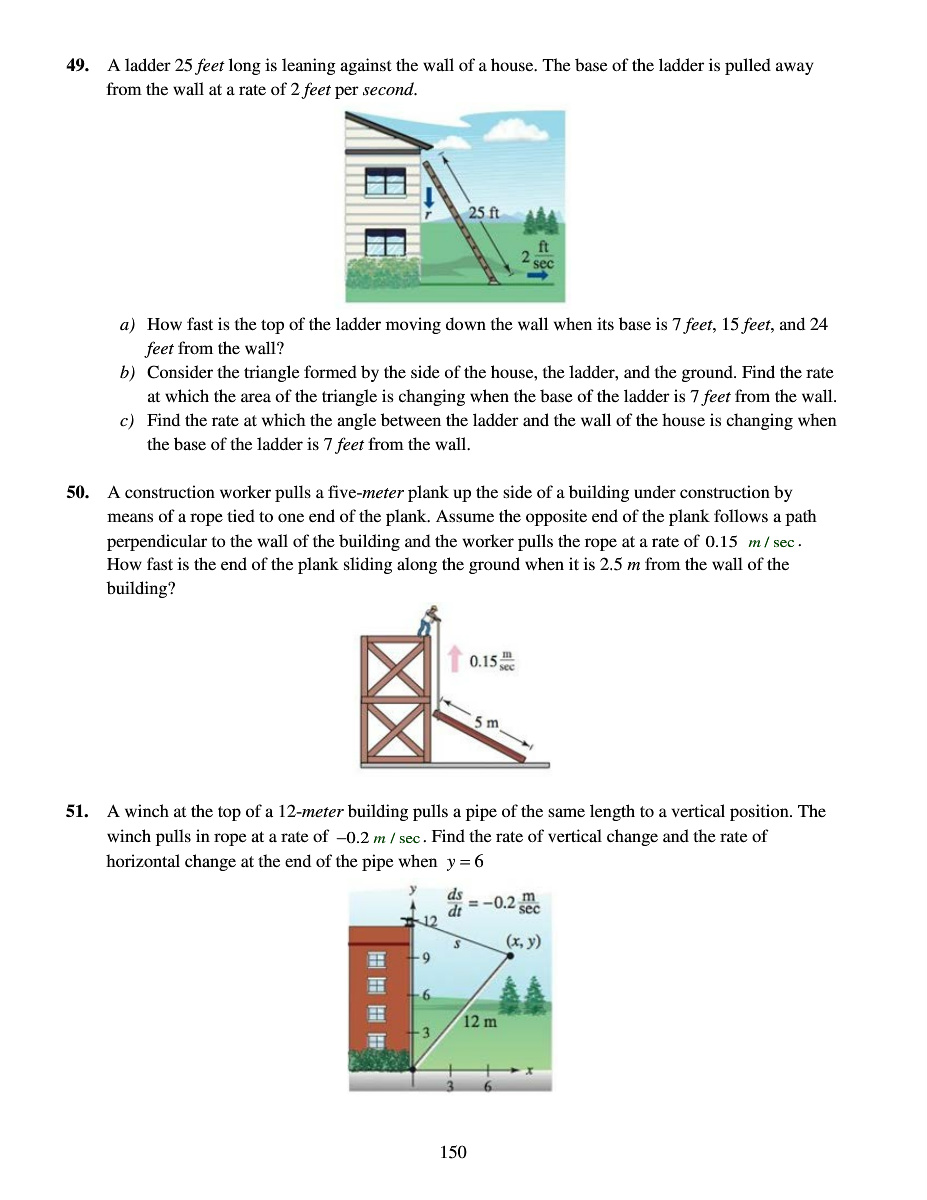 49. A ladder 25 feet long is leaning against the wall of a house. The base of the ladder is pulled away
from the wall at a rate of 2 feet per second.
25 ft
r
2 ft/sec
a) How fast is the top of the ladder moving down the wall when its base is 7 feet, 15 feet, and 24
feet from the wall?
b) Consider the triangle formed by the side of the house, the ladder, and the ground. Find the rate
at which the area of the triangle is changing when the base of the ladder is 7 feet from the wall.
c) Find the rate at which the angle between the ladder and the wall of the house is changing when
the base of the ladder is 7 feet from the wall.
50. A construction worker pulls a five-meter plank up the side of a building under construction by
means of a rope tied to one end of the plank. Assume the opposite end of the plank follows a path
perpendicular to the wall of the building and the worker pulls the rope at a rate of 0.15 m / sec .
How fast is the end of the plank sliding along the ground when it is 2.5 m from the wall of the
building?
0.15 m/sec
5 m
51. A winch at the top of a 12-meter building pulls a pipe of the same length to a vertical position. The
winch pulls in rope at a rate of −0.2 m / sec . Find the rate of vertical change and the rate of
horizontal change at the end of the pipe when y = 6
y
ds/dt = −0.2 m/sec
12
s
(x, y)
9
6
12 m
3
x
3 6
150